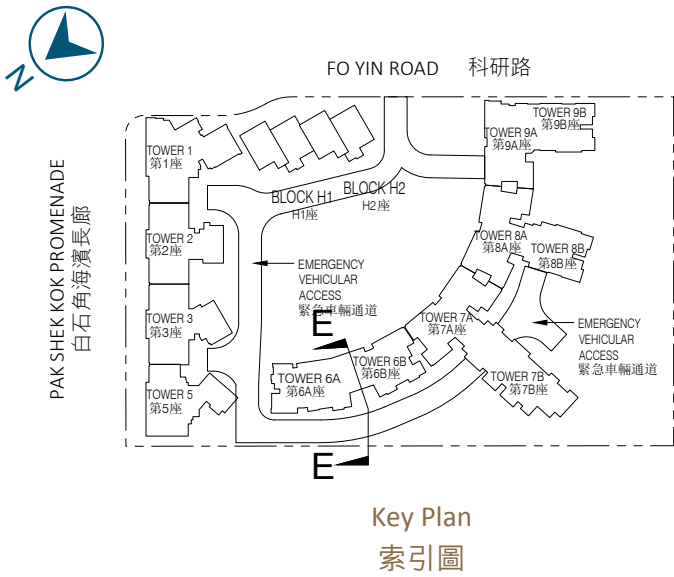 N
FO YIN ROAD 科研路
PAK SHEK KOK PROMENADE
白石角海濱長廊
TOWER 1
第1座
TOWER 2
第2座
TOWER 3
第3座
TOWER 5
第5座
BLOCK H1
H1座
BLOCK H2
H2座
TOWER 9A
第9A座
TOWER 9B
第9B座
TOWER 8A
第8A座
TOWER 8B
第8B座
EMERGENCY
VEHICULAR
ACCESS
緊急車輛通道
E
TOWER 7A
第7A座
TOWER 7B
第7B座
EMERGENCY
VEHICULAR
ACCESS
緊急車輛通道
TOWER 6A
第6A座
TOWER 6B
第6B座
E
Key Plan
索引圖